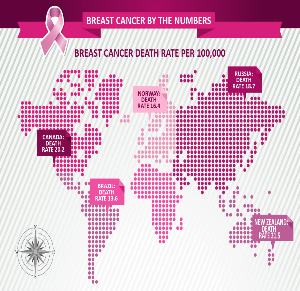 BREAST CANCER BY THE NUMBERS
BREAST CANCER DEATH RATE PER 100,000
RUSSIA:
DEATH
RATE 18.7
NORWAY:
DEATH
RATE 16.4
CANADA:
DEATH
RATE 23.2
BRAZIL:
DEATH
RATE 13.6
NEW ZEALAND:
DEATH
RATE 21.5